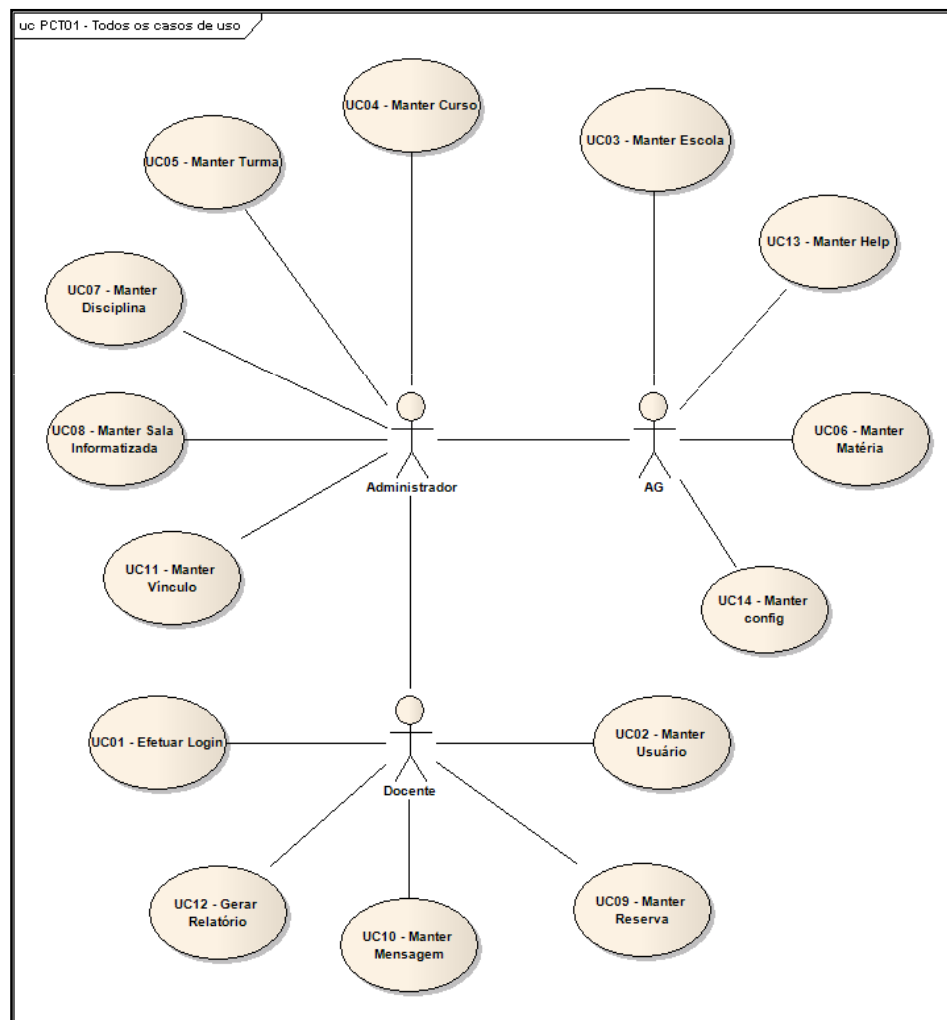 uc PCT01 - Todos os casos de uso
UC04 - Manter Curso
UC03 - Manter Escola
UC05 - Manter Turma
UC13 - Manter Help
UC07 - Manter
Disciplina
UC08 - Manter Sala
Informatizada
UC06 - Manter
Matéria
Administrador
AG
UC11 - Manter
Vínculo
UC14 - Manter
config
UC01 - Efetuar Login
UC02 - Manter
Usuário
Docente
UC12 - Gerar
Relatório
UC09 - Manter
Reserva
UC10 - Manter
Mensagem